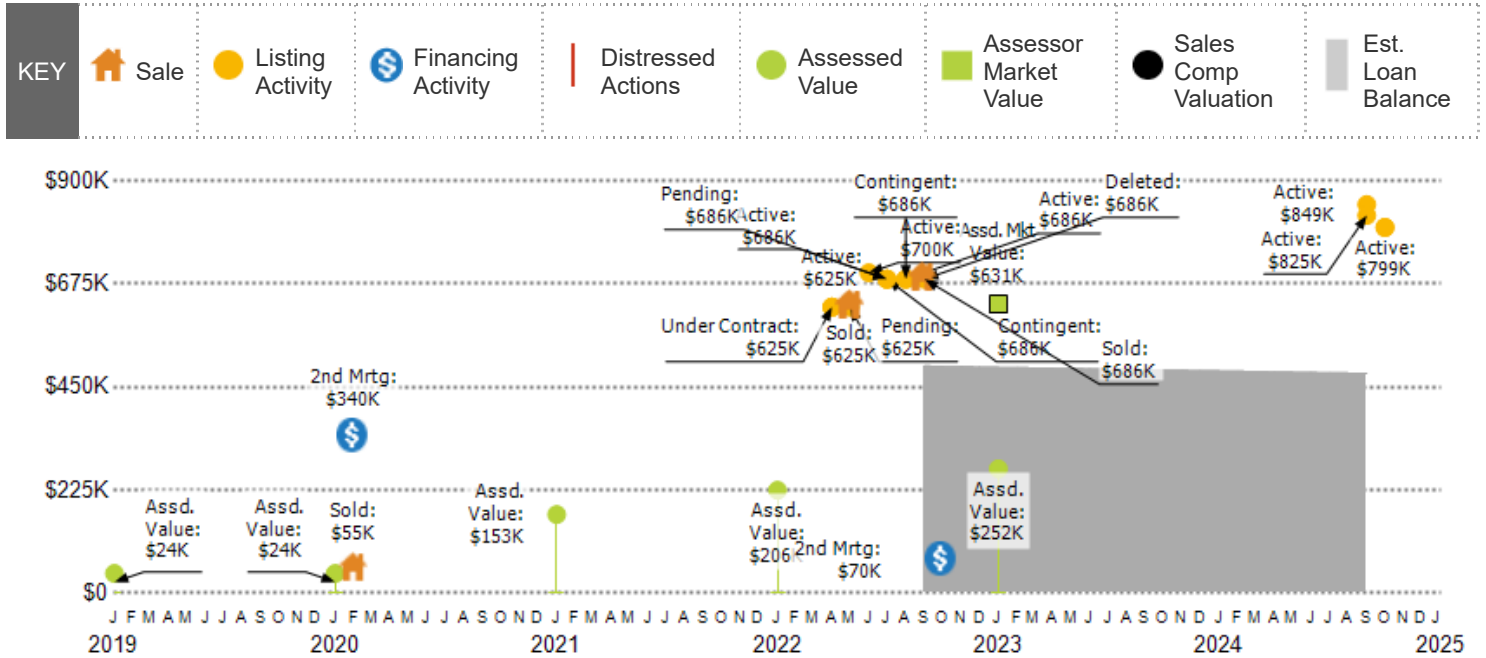 KEY
Sale
Listing
Activity
Financing
Activity
Distressed
Actions
Assessed
Value
Assessor
Market
Value
Sales
Comp
Valuation
Est.
Loan
Balance
$900K
$675K
$450K
$225K
$0
Pending:
$686K
Active:
$686K
Contingent:
$686K
Active:
$700K
Assd. Mkt
Value:
$631K
Active:
$686K
Deleted:
$686K
Active:
$849K
Active:
$825K
Active:
$799K
Active:
$625K
Under Contract:
$625K
Sold:
$625K
Pending:
$625K
Contingent:
$686K
Sold:
$686K
2nd Mrtg:
$340K
Assd.
Value:
$24K
Assd.
Value:
$24K
Sold:
$55K
Assd.
Value:
$153K
Assd.
Value:
$206K
2nd Mrtg:
$70K
Assd.
Value:
$252K
J F M A M J J A S O N D J F M A M J J A S O N D J F M A M J J A S O N D J F M A M J J A S O N D J F M A M J J A S O N D J F M A M J J A S O N D J
2019 2020 2021 2022 2023 2024 2025